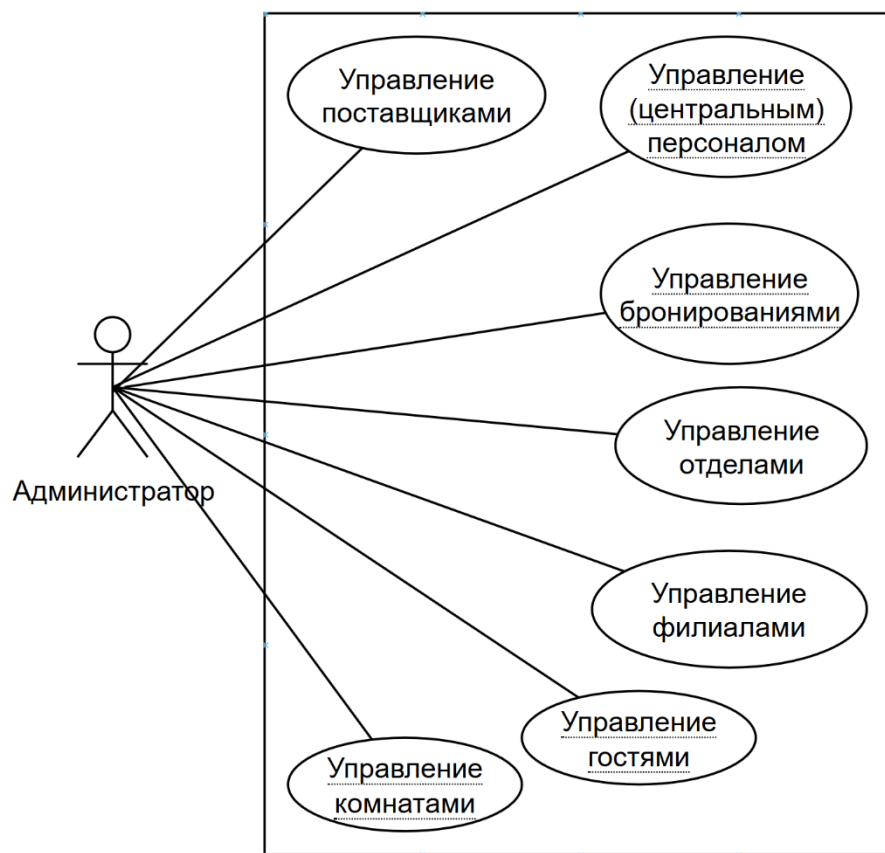 Управление
поставщиками
Управление
(центральным)
персоналом
Управление
бронированиями
Администратор
Управление
отделами
Управление
филиалами
Управление
гостями
Управление
комнатами